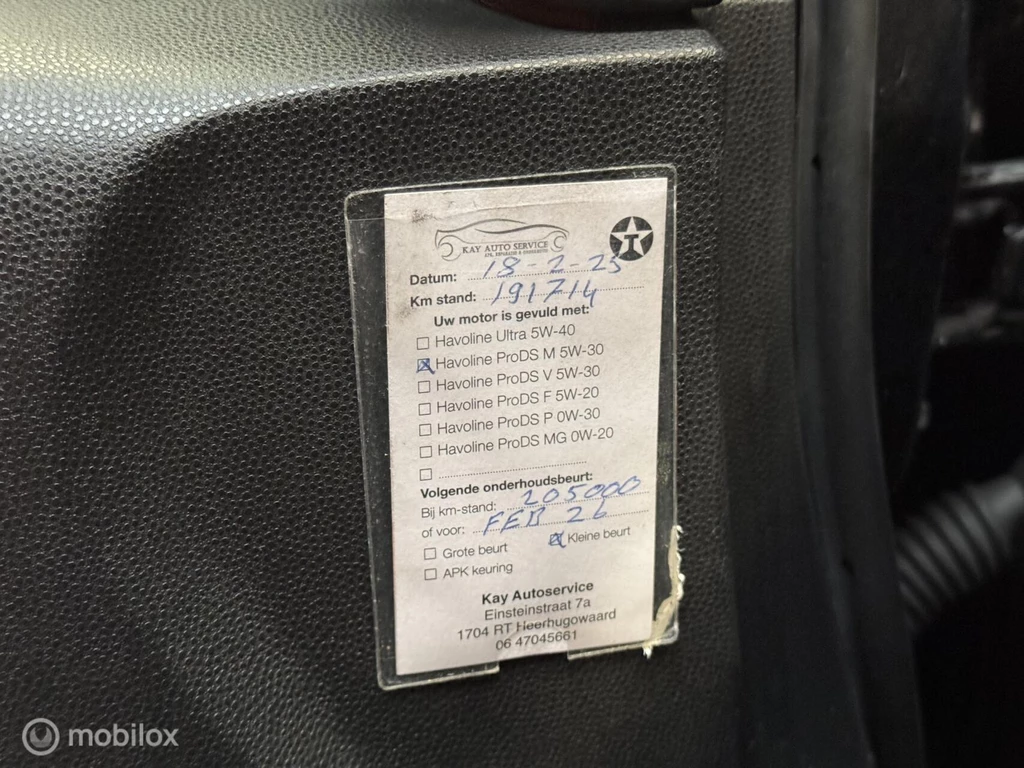 KAY AUTO SERVICE
APK, REPARATIE & ONDERHOUD
T
Datum: 18-2-25
Km stand: 191714
Uw motor is gevuld met:
Havoline Ultra 5W-40
Havoline ProDS M 5W-30
Havoline ProDS V 5W-30
Havoline ProDS F 5W-20
Havoline ProDS P 0W-30
Havoline ProDS MG 0W-20
Volgende onderhoudsbeurt:
Bij km-stand: 205000
of voor: FEB 26
Grote beurt Kleine beurt
APK keuring
Kay Autoservice
Einsteinstraat 7a
1704 RT Heerhugowaard
06 47045661
mobilox